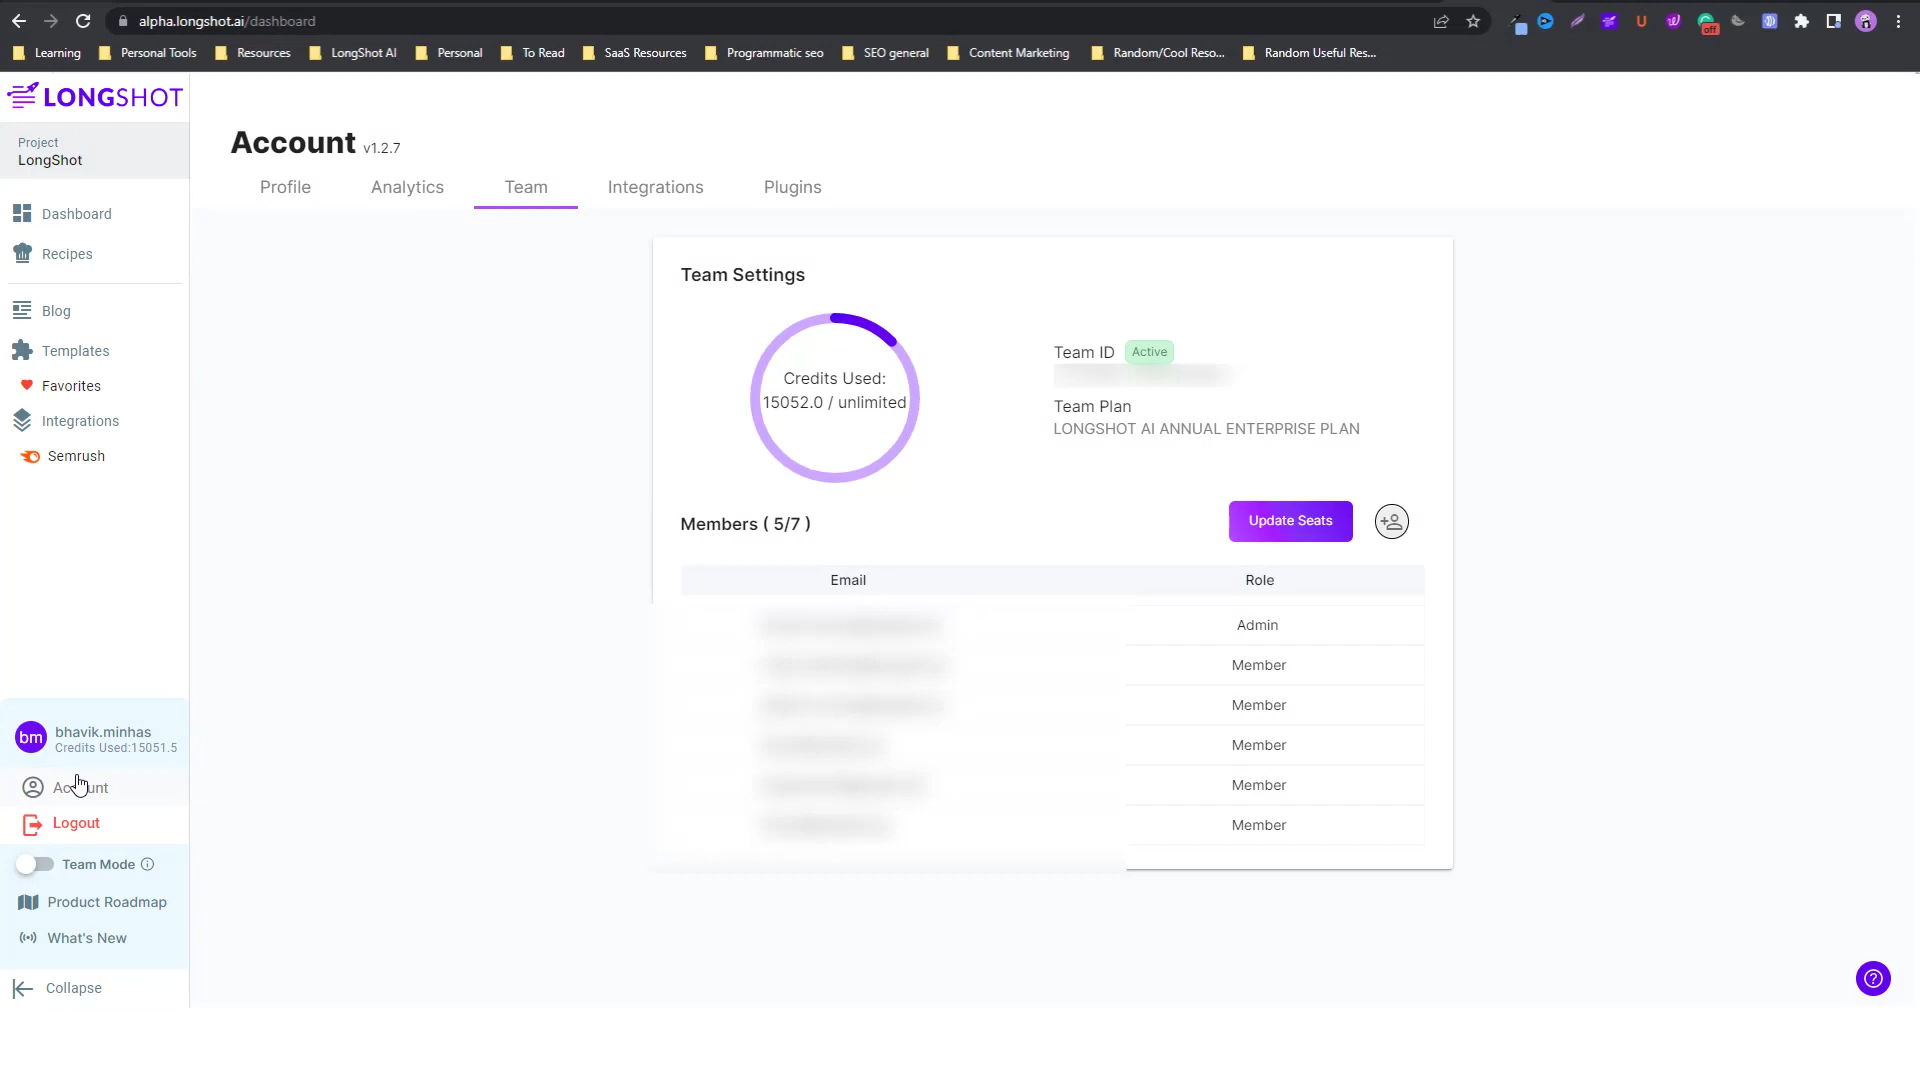 alpha.longshot.ai/dashboard
Learning
Personal Tools
Resources
LongShot AI
Personal
To Read
SaaS Resources
Programmatic seo
SEO general
Content Marketing
Random/Cool Reso...
Random Useful Res...
LONGSHOT
Project
LongShot
Dashboard
Recipes
Blog
Templates
Favorites
Integrations
Semrush
bm
bhavik.minhas
Credits Used:15051.5
Account
Logout
Team Mode
Product Roadmap
What's New
Collapse
Account v1.2.7
Profile
Analytics
Team
Integrations
Plugins
Team Settings
Credits Used:
15052.0 / unlimited
Team ID Active
Team Plan
LONGSHOT AI ANNUAL ENTERPRISE PLAN
Members ( 5/7 )
Update Seats
Email Role
Admin
Member
Member
Member
Member
Member
off